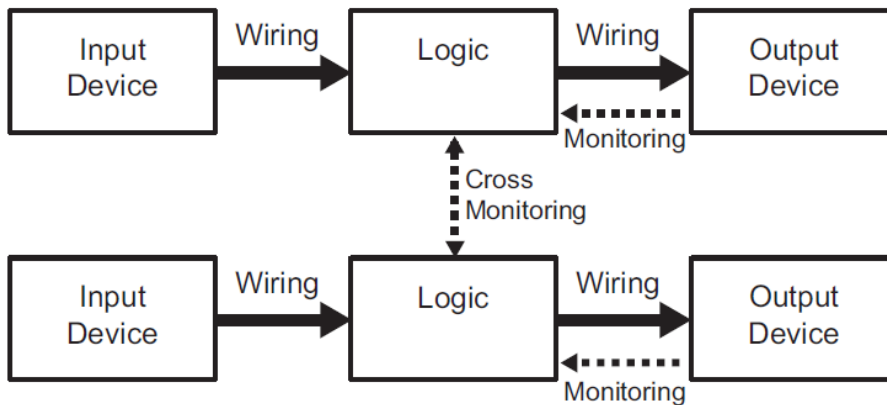 Input
Device
Wiring
Logic
Wiring
Output
Device
Monitoring
Cross
Monitoring
Input
Device
Wiring
Logic
Wiring
Output
Device
Monitoring